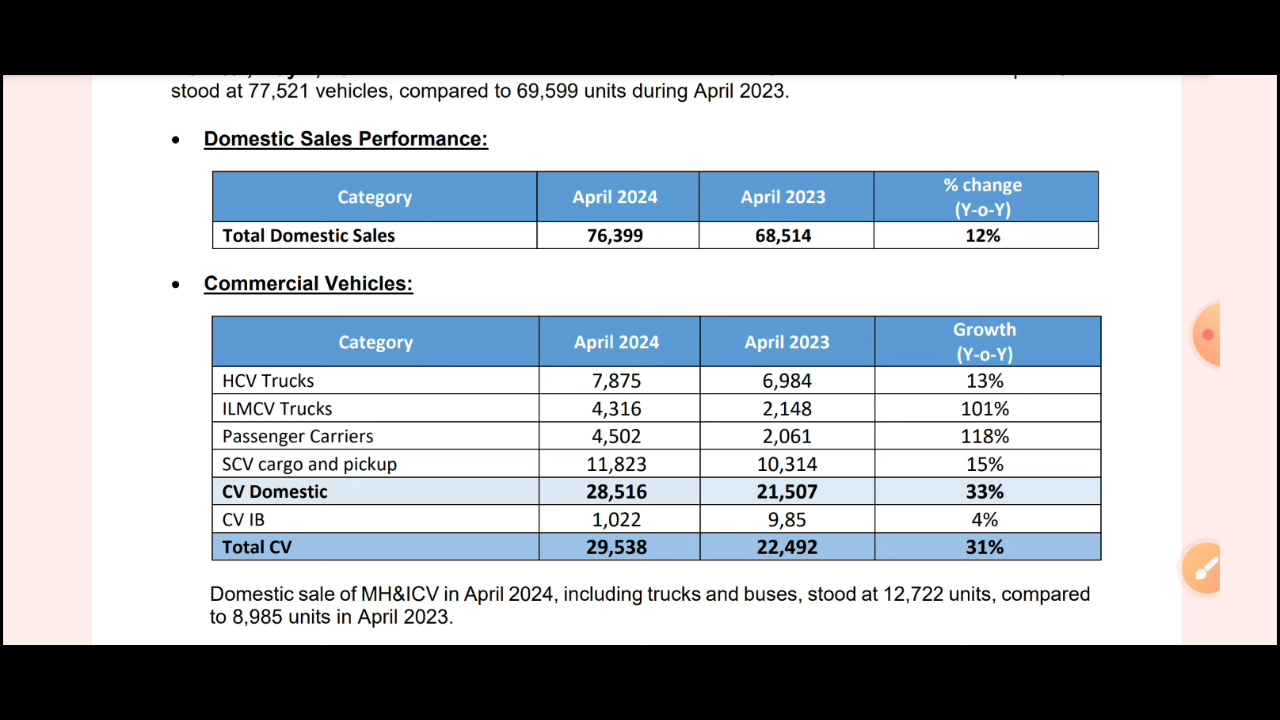 stood at 77,521 vehicles, compared to 69,599 units during April 2023.
• Domestic Sales Performance:
Category April 2024 April 2023 % change (Y-o-Y)
Total Domestic Sales 76,399 68,514 12%
• Commercial Vehicles:
Category April 2024 April 2023 Growth (Y-o-Y)
HCV Trucks 7,875 6,984 13%
ILMCV Trucks 4,316 2,148 101%
Passenger Carriers 4,502 2,061 118%
SCV cargo and pickup 11,823 10,314 15%
CV Domestic 28,516 21,507 33%
CV IB 1,022 9,85 4%
Total CV 29,538 22,492 31%
Domestic sale of MH&ICV in April 2024, including trucks and buses, stood at 12,722 units, compared
to 8,985 units in April 2023.